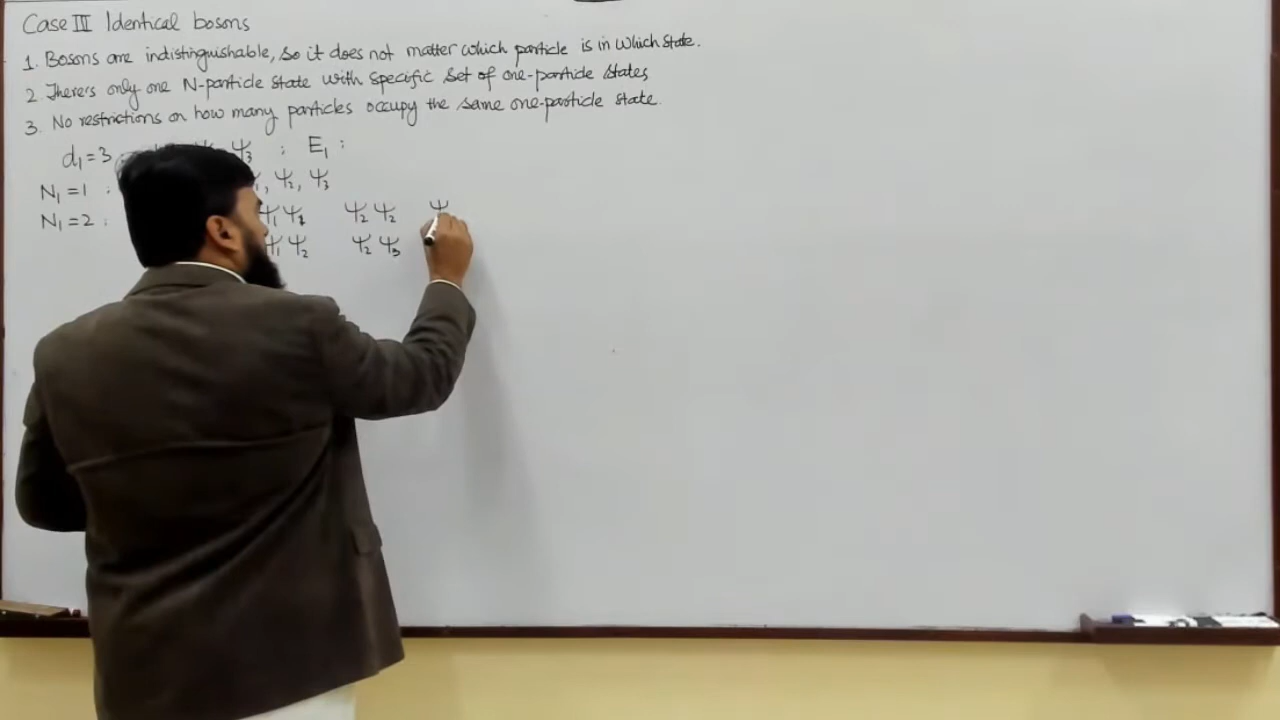 Case III Identical bosons
1. Bosons are indistinguishable, so it does not matter which particle is in which state.
2. There's only one N-particle state with specific set of one-particle states
3. No restrictions on how many particles occupy the same one-particle state.
d₁=3 Ψ₃ : E₁ :
N₁=1 : ₁, Ψ₂, Ψ₃
N₁=2 : Ψ₁Ψ₁ Ψ₂Ψ₂ Ψ
Ψ₁Ψ₂ Ψ₂Ψ₃